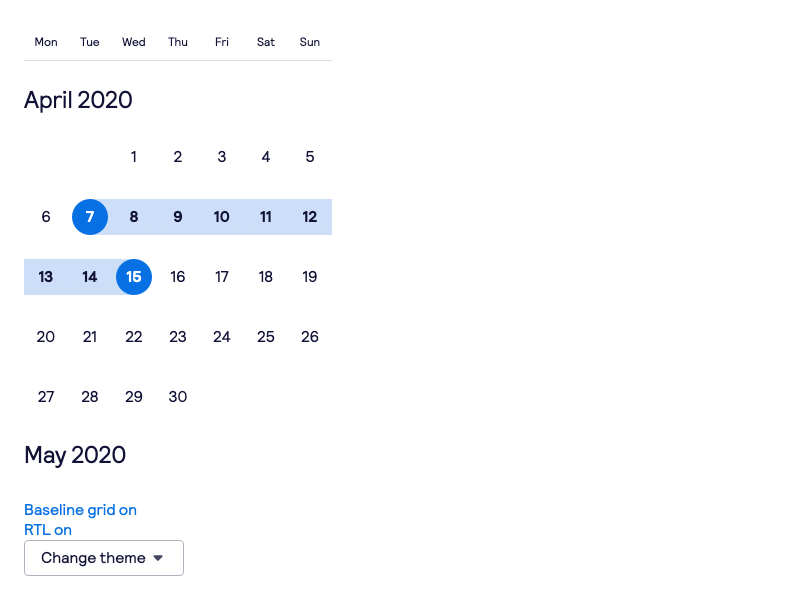 Mon Tue Wed Thu Fri Sat Sun
April 2020
1 2 3 4 5
6 7 8 9 10 11 12
13 14 15 16 17 18 19
20 21 22 23 24 25 26
27 28 29 30
May 2020
Baseline grid on
RTL on
Change theme